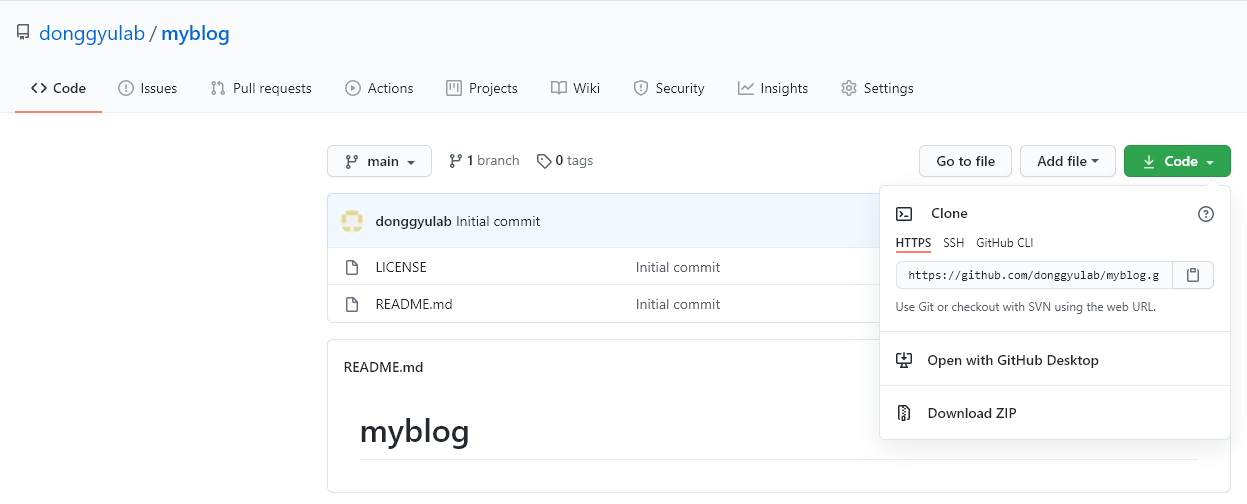 donggyulab / myblog
Code Issues Pull requests Actions Projects Wiki Security Insights Settings
main 1 branch 0 tags Go to file Add file Code
donggyulab Initial commit
LICENSE Initial commit
README.md Initial commit
README.md
myblog
Clone
HTTPS SSH GitHub CLI
https://github.com/donggyulab/myblog.g
Use Git or checkout with SVN using the web URL.
Open with GitHub Desktop
Download ZIP